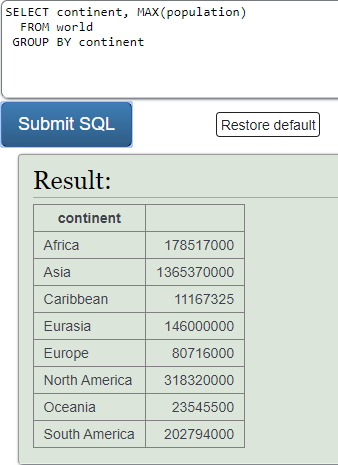 SELECT continent, MAX(population)
FROM world
GROUP BY continent
Submit SQL
Restore default
Result:
continent
Africa 178517000
Asia 1365370000
Caribbean 11167325
Eurasia 146000000
Europe 80716000
North America 318320000
Oceania 23545500
South America 202794000